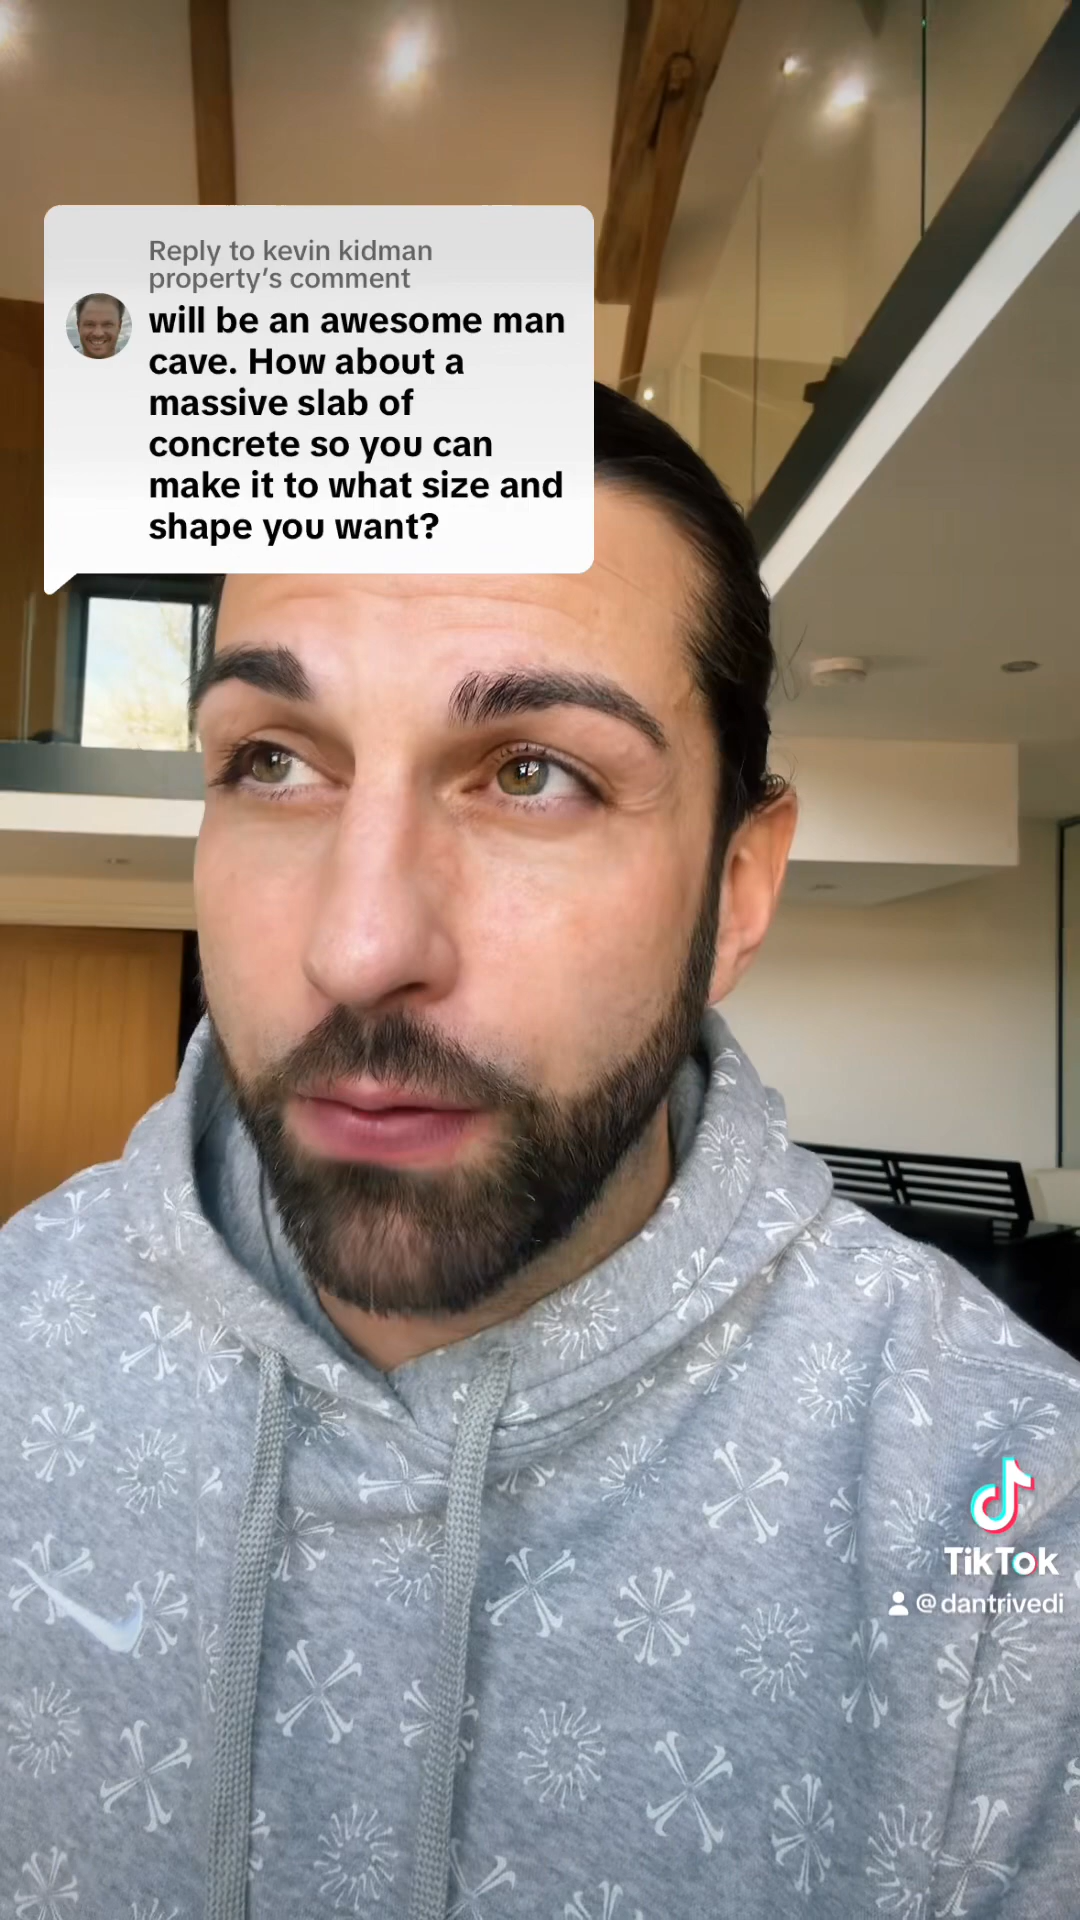 Reply to kevin kidman
property’s comment
will be an awesome man
cave. How about a
massive slab of
concrete so you can
make it to what size and
shape you want?
TikTok
@dantrivedi